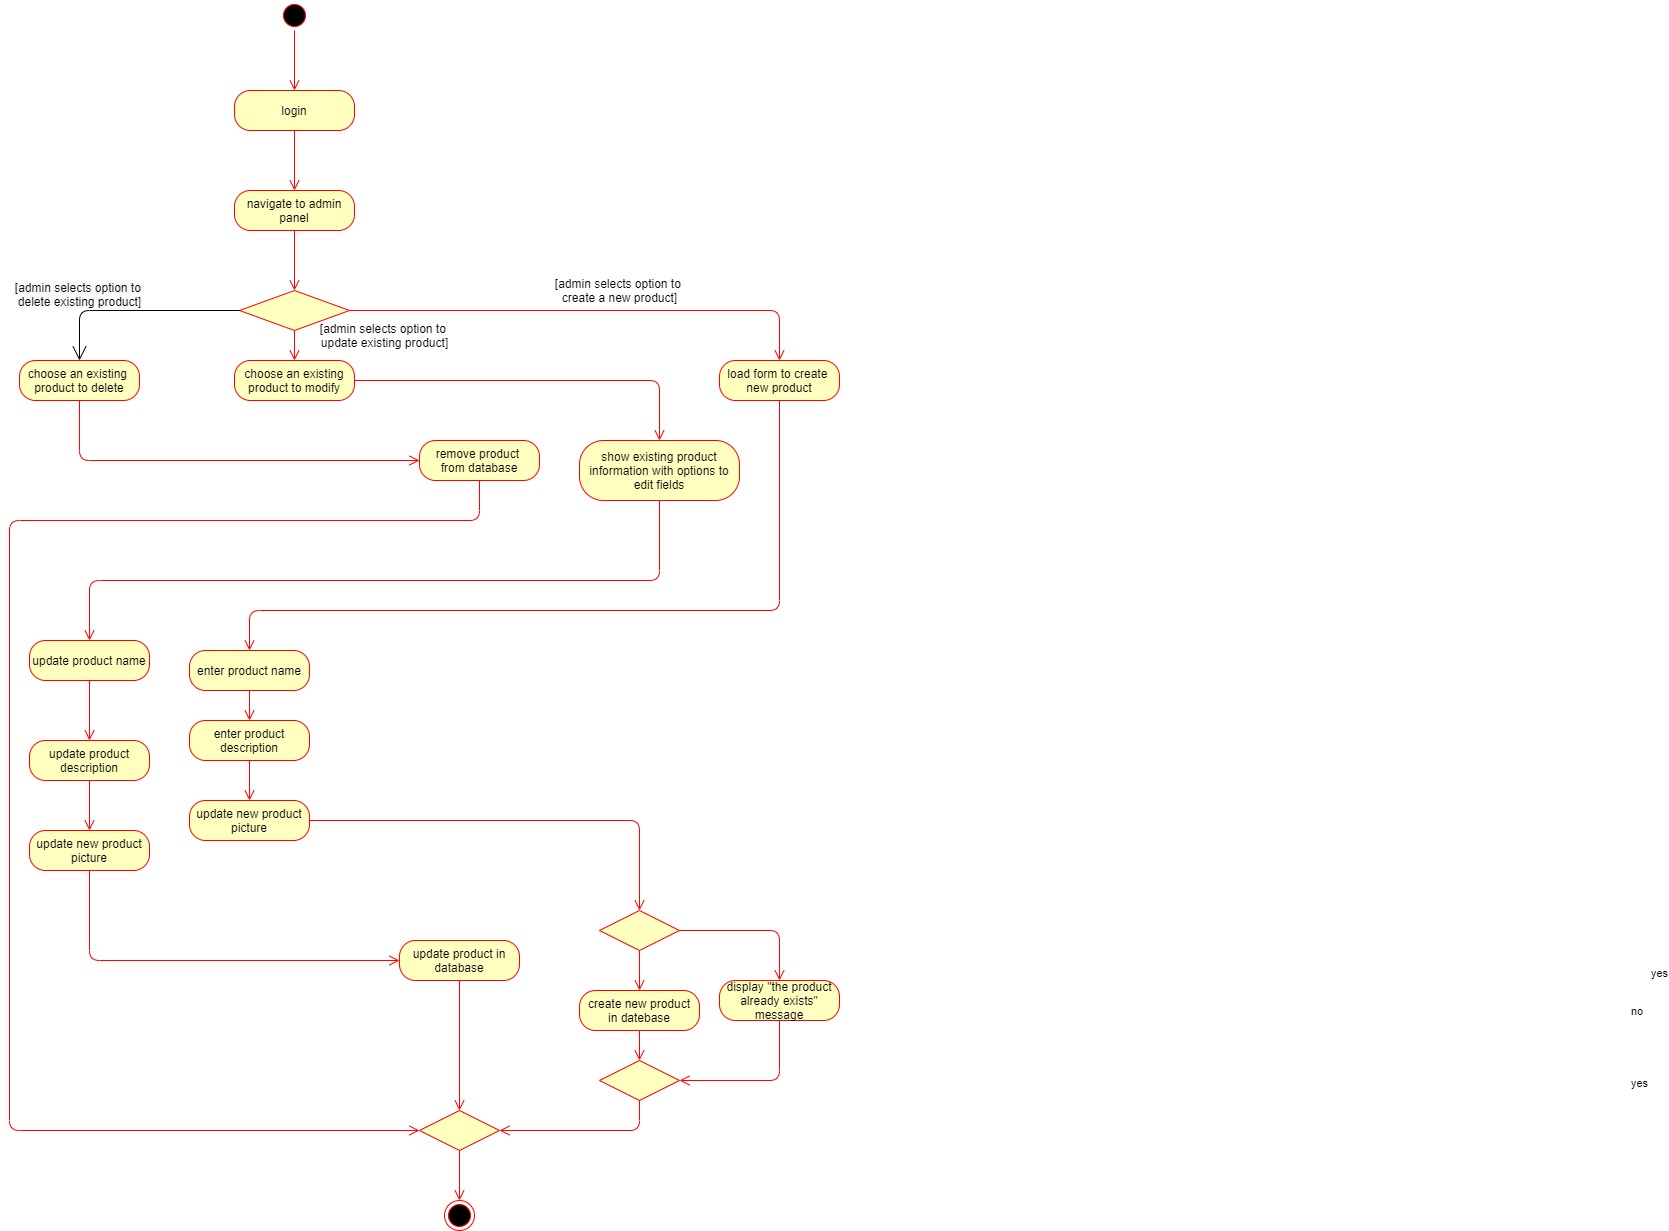 login
navigate to admin
panel
[admin selects option to
delete existing product]
[admin selects option to
create a new product]
[admin selects option to
update existing product]
choose an existing
product to delete
choose an existing
product to modify
load form to create
new product
remove product
from database
show existing product
information with options to
edit fields
update product name
enter product name
enter product
description
update product
description
update new product
picture
update new product
picture
update product in
database
create new product
in datebase
display "the product
already exists"
message
yes
no
yes